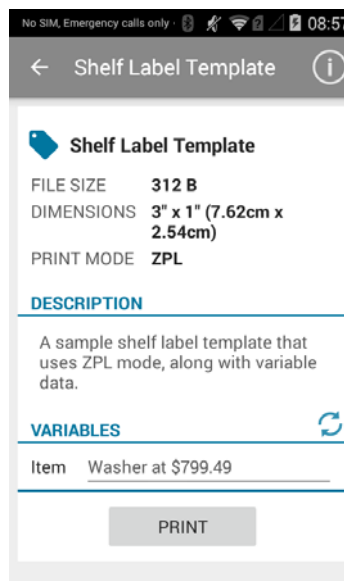 No SIM, Emergency calls only · 08:57
Shelf Label Template
Shelf Label Template
FILE SIZE 312 B
DIMENSIONS 3" x 1" (7.62cm x
2.54cm)
PRINT MODE ZPL
DESCRIPTION
A sample shelf label template that
uses ZPL mode, along with variable
data.
VARIABLES
Item Washer at $799.49
PRINT